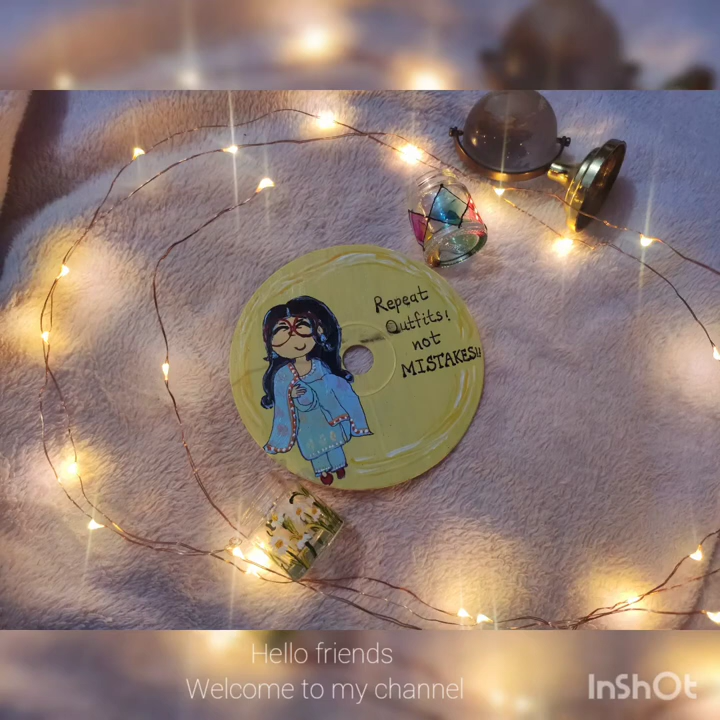 Repeat
Outfits!
not
MISTAKES!!
Hello friends
Welcome to my channel
InShOt